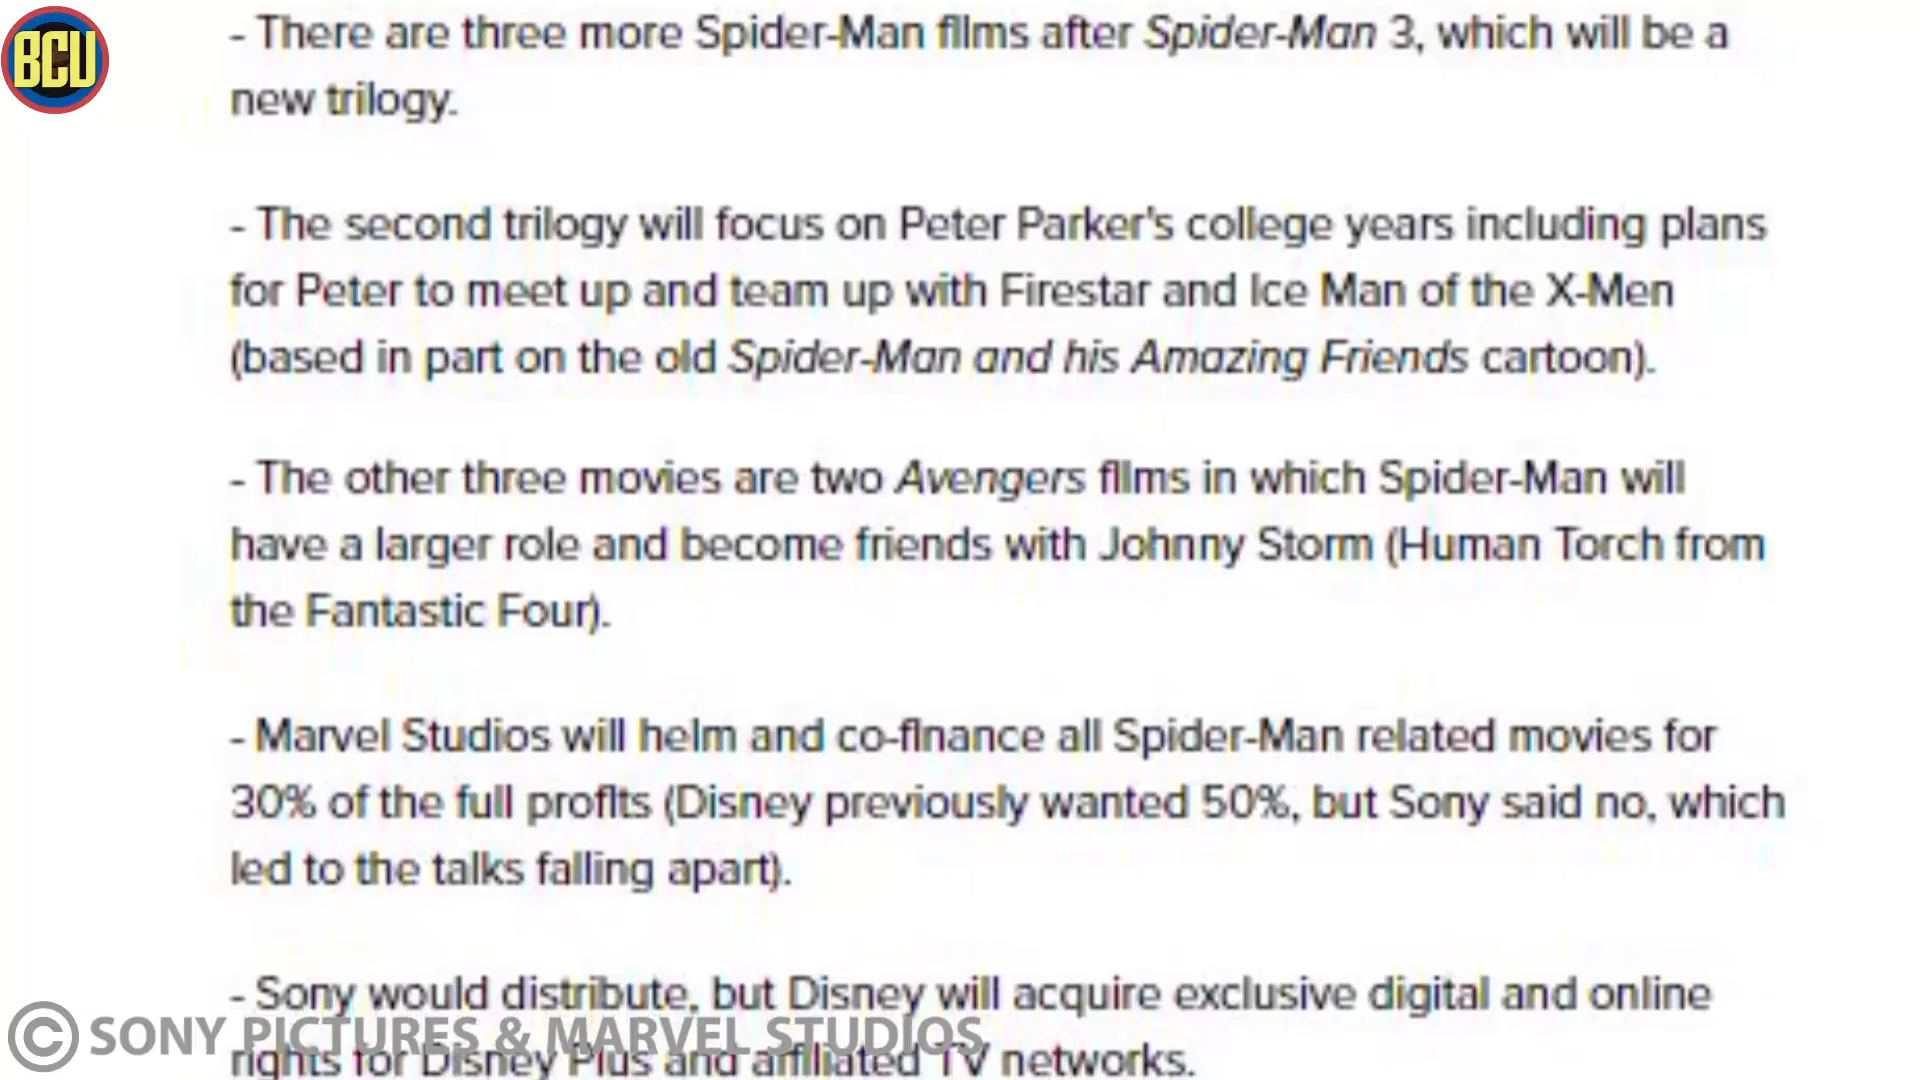 BCU
- There are three more Spider-Man films after Spider-Man 3, which will be a
new trilogy.
- The second trilogy will focus on Peter Parker's college years including plans
for Peter to meet up and team up with Firestar and Ice Man of the X-Men
(based in part on the old Spider-Man and his Amazing Friends cartoon).
- The other three movies are two Avengers films in which Spider-Man will
have a larger role and become friends with Johnny Storm (Human Torch from
the Fantastic Four).
- Marvel Studios will helm and co-finance all Spider-Man related movies for
30% of the full profits (Disney previously wanted 50%, but Sony said no, which
led to the talks falling apart).
- Sony would distribute, but Disney will acquire exclusive digital and online
© SONY PICTURES & MARVEL STUDIOS
rights for Disney Plus and affiliated TV networks.